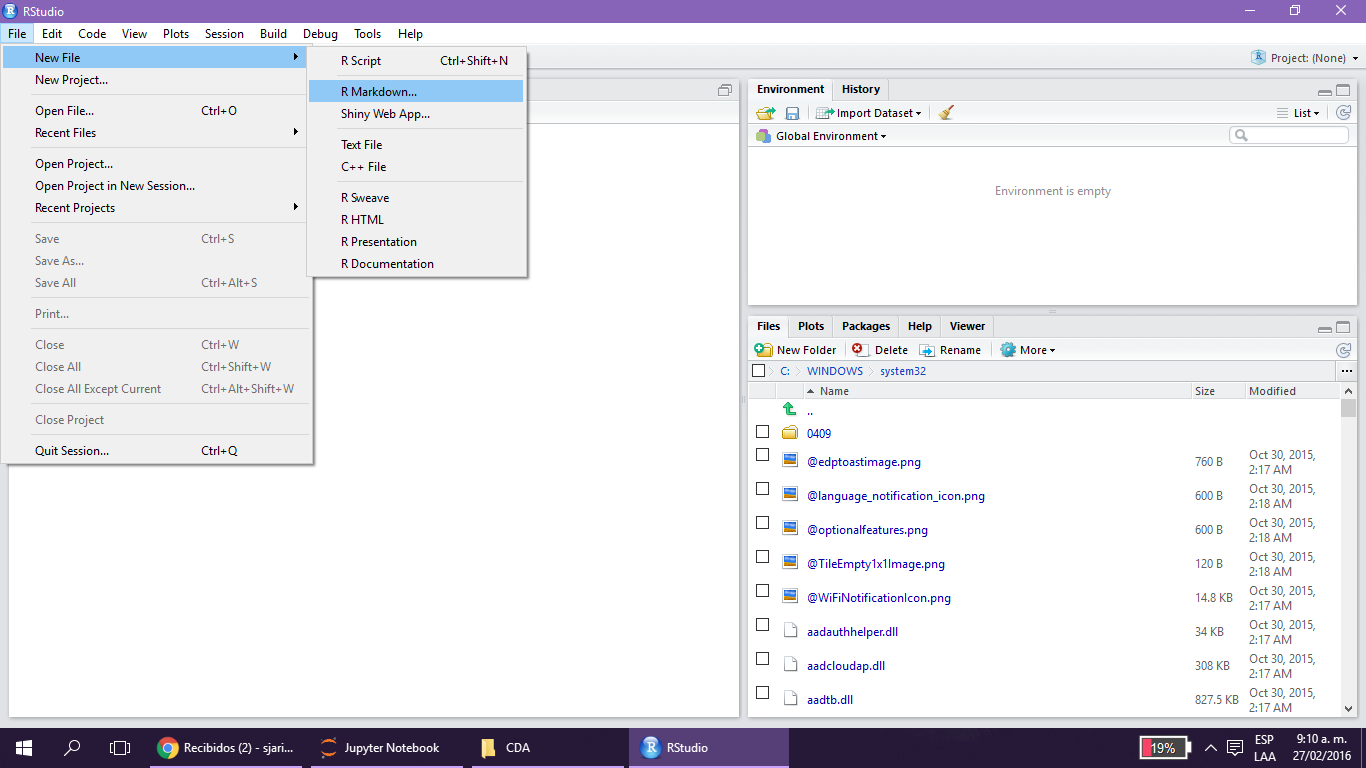 RStudio
File Edit Code View Plots Session Build Debug Tools Help
New File
New Project...
Open File... Ctrl+O
Recent Files
Open Project...
Open Project in New Session...
Recent Projects
Save Ctrl+S
Save As...
Save All Ctrl+Alt+S
Print...
Close Ctrl+W
Close All Ctrl+Shift+W
Close All Except Current Ctrl+Alt+Shift+W
Close Project
Quit Session... Ctrl+Q
R Script Ctrl+Shift+N
R Markdown...
Shiny Web App...
Text File
C++ File
R Sweave
R HTML
R Presentation
R Documentation
Project: (None)
Environment History
Import Dataset List
Global Environment
Environment is empty
Files Plots Packages Help Viewer
New Folder Delete Rename More
C: WINDOWS system32 ...
Name Size Modified
..
0409
@edptoastimage.png 760 B Oct 30, 2015,
2:17 AM
@language_notification_icon.png 600 B Oct 30, 2015,
2:18 AM
@optionalfeatures.png 600 B Oct 30, 2015,
2:18 AM
@TileEmpty1x1Image.png 120 B Oct 30, 2015,
2:18 AM
@WiFiNotificationIcon.png 14.8 KB Oct 30, 2015,
2:17 AM
aadauthhelper.dll 34 KB Oct 30, 2015,
2:17 AM
aadcloudap.dll 308 KB Oct 30, 2015,
2:17 AM
aadtb.dll 827.5 KB Oct 30, 2015,
2:17 AM
Recibidos (2) - sjari... Jupyter Notebook CDA RStudio 19% ESP 9:10 a. m.
LAA 27/02/2016